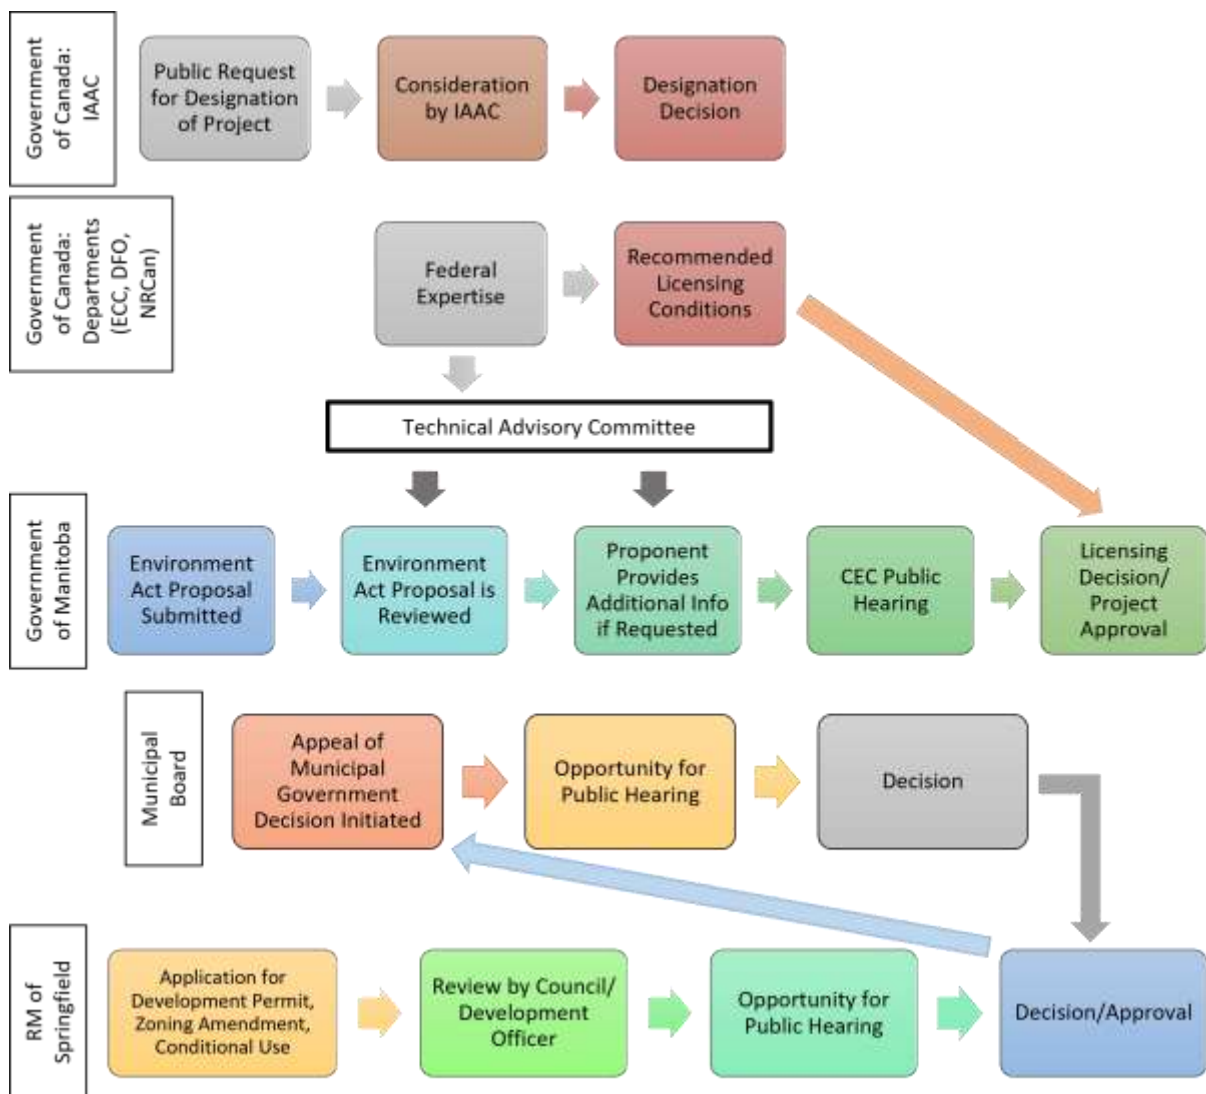 Government
of Canada:
IAAC
Public Request
for Designation
of Project
Consideration
by IAAC
Designation
Decision
Government
of Canada:
Departments
(ECC, DFO,
NRCan)
Federal
Expertise
Recommended
Licensing
Conditions
Technical Advisory Committee
Government
of Manitoba
Environment
Act Proposal
Submitted
Environment
Act Proposal is
Reviewed
Proponent
Provides
Additional Info
if Requested
CEC Public
Hearing
Licensing
Decision/
Project
Approval
Municipal
Board
Appeal of
Municipal
Government
Decision Initiated
Opportunity for
Public Hearing
Decision
RM of
Springfield
Application for
Development Permit,
Zoning Amendment,
Conditional Use
Review by Council/
Development
Officer
Opportunity for
Public Hearing
Decision/Approval